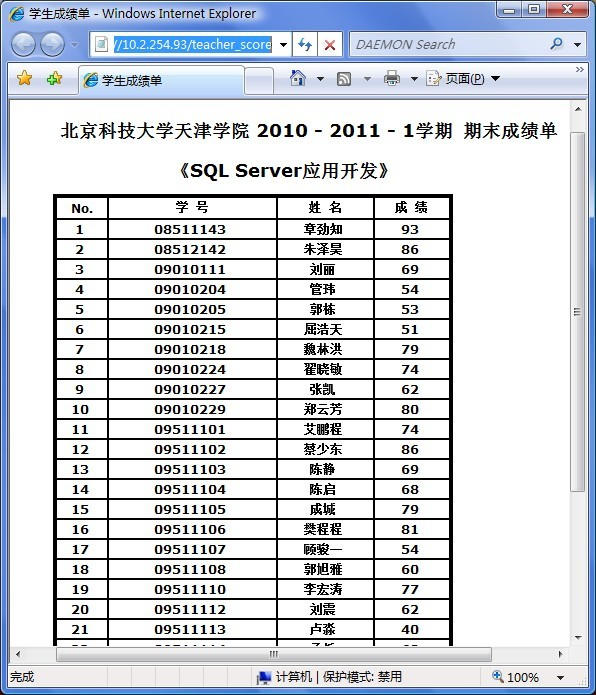 学生成绩单 - Windows Internet Explorer
//10.2.254.93/teacher_score
DAEMON Search
学生成绩单
页面(P)
北京科技大学天津学院 2010 - 2011 - 1学期 期末成绩单
《SQL Server应用开发》
No. 学 号 姓 名 成 绩
1 08511143 章劲知 93
2 08512142 朱泽昊 86
3 09010111 刘丽 69
4 09010204 管玮 54
5 09010205 郭栋 53
6 09010215 屈浩天 51
7 09010218 魏林洪 79
8 09010224 翟晓敏 74
9 09010227 张凯 62
10 09010229 郑云芳 80
11 09511101 艾鹏程 74
12 09511102 蔡少东 86
13 09511103 陈静 69
14 09511104 陈启 68
15 09511105 成城 79
16 09511106 樊程程 81
17 09511107 顾骏一 54
18 09511108 郭旭雅 60
19 09511110 李宏涛 77
20 09511112 刘震 62
21 09511113 卢淼 40
完成
计算机 | 保护模式: 禁用
100%